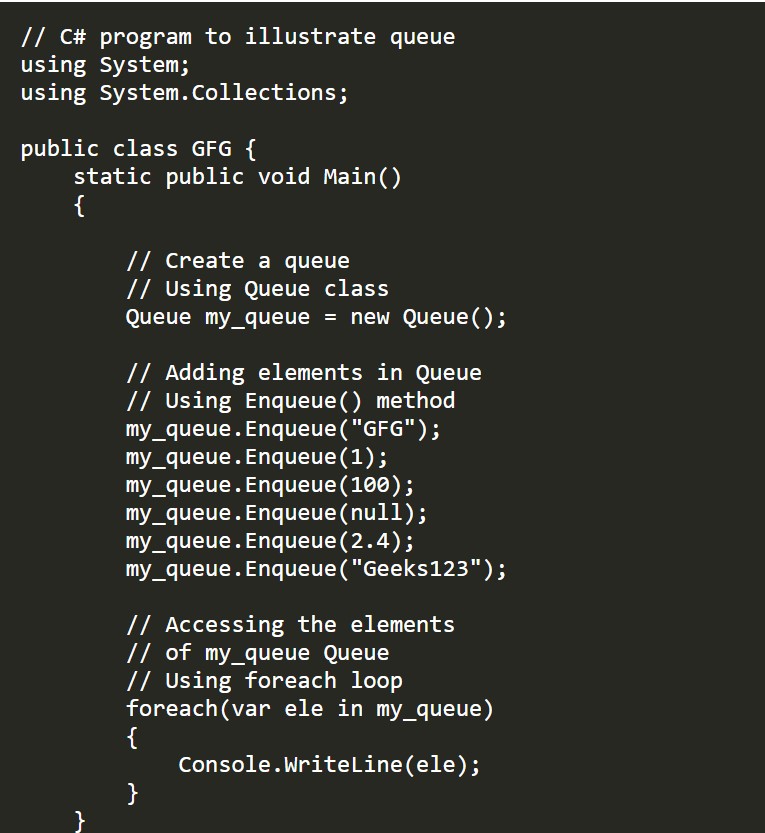 // C# program to illustrate queue
using System;
using System.Collections;

public class GFG {
    static public void Main()
    {

        // Create a queue
        // Using Queue class
        Queue my_queue = new Queue();

        // Adding elements in Queue
        // Using Enqueue() method
        my_queue.Enqueue("GFG");
        my_queue.Enqueue(1);
        my_queue.Enqueue(100);
        my_queue.Enqueue(null);
        my_queue.Enqueue(2.4);
        my_queue.Enqueue("Geeks123");

        // Accessing the elements
        // of my_queue Queue
        // Using foreach loop
        foreach(var ele in my_queue)
        {
            Console.WriteLine(ele);
        }
    }